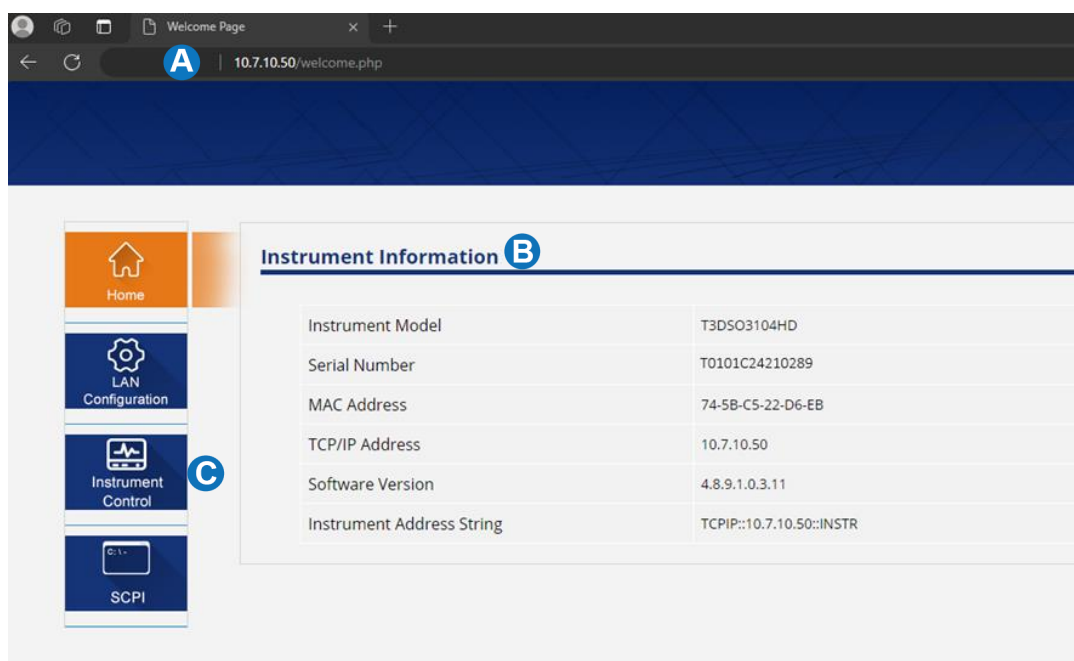 Welcome Page
A
10.7.10.50/welcome.php
Instrument Information B
Home
Instrument Model T3DSO3104HD
Serial Number T0101C24210289
MAC Address 74-5B-C5-22-D6-EB
TCP/IP Address 10.7.10.50
Software Version 4.8.9.1.0.3.11
Instrument Address String TCPIP::10.7.10.50::INSTR
LAN
Configuration
Instrument
Control
C
C:\-
SCPI